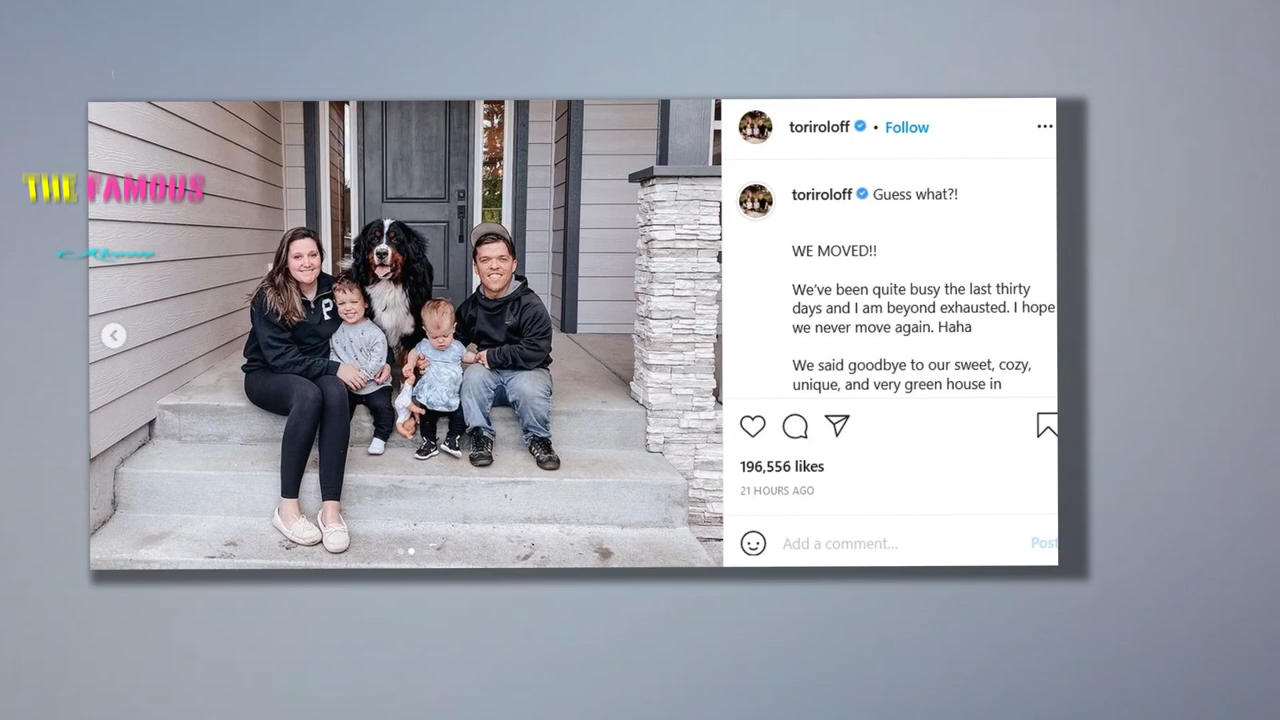 THE FAMOUS
P
toriroloff • Follow
toriroloff Guess what?!
WE MOVED!!
We've been quite busy the last thirty
days and I am beyond exhausted. I hope
we never move again. Haha
We said goodbye to our sweet, cozy,
unique, and very green house in
196,556 likes
21 HOURS AGO
Add a comment... Post